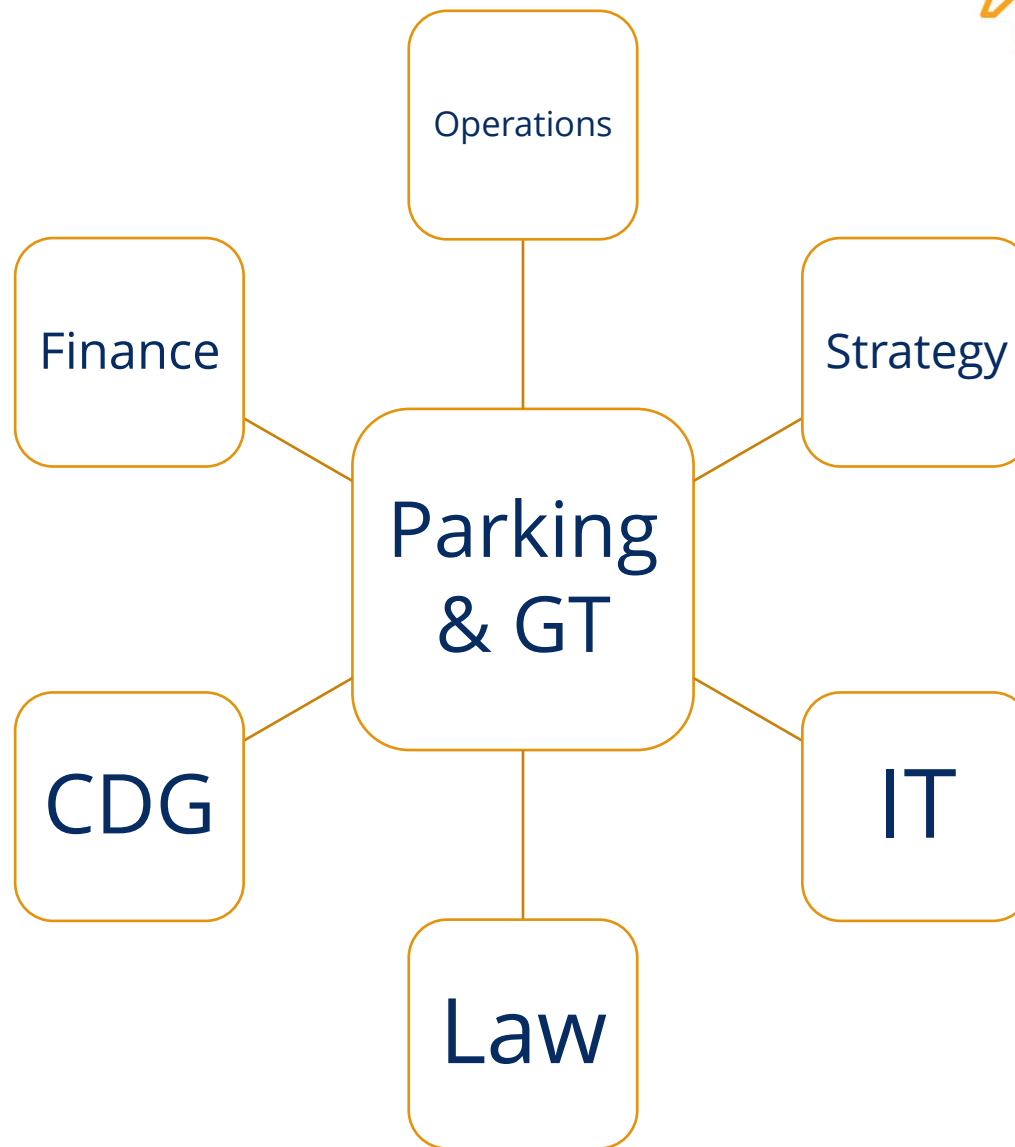 Operations
Finance
Strategy
Parking
& GT
CDG
IT
Law